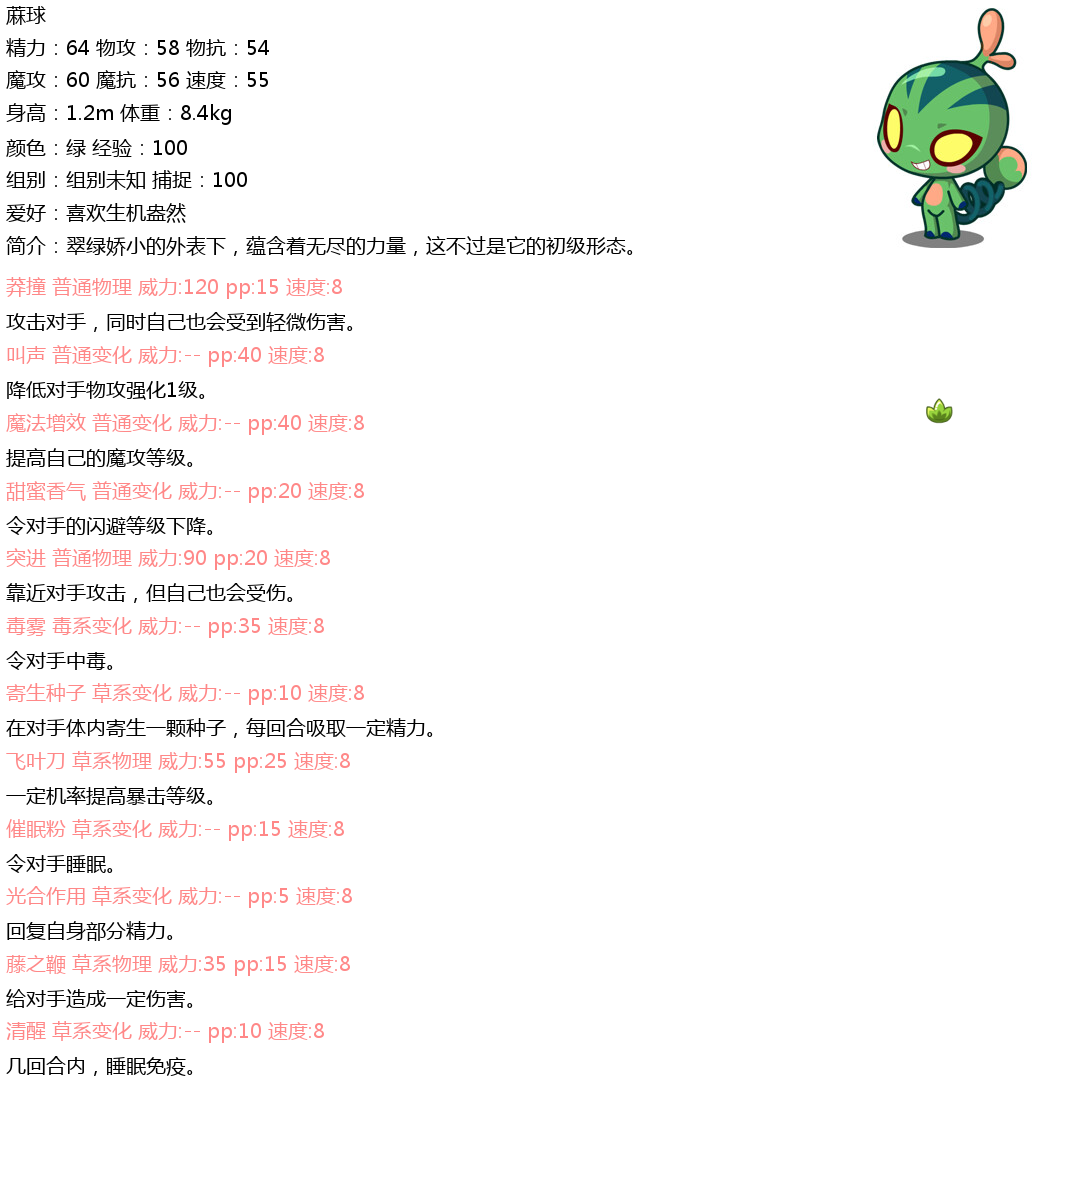 蔴球
精力：64 物攻：58 物抗：54
魔攻：60 魔抗：56 速度：55
身高：1.2m 体重：8.4kg
颜色：绿 经验：100
组别：组别未知 捕捉：100
爱好：喜欢生机盎然
简介：翠绿娇小的外表下，蕴含着无尽的力量，这不过是它的初级形态。
莽撞 普通物理 威力:120 pp:15 速度:8
攻击对手，同时自己也会受到轻微伤害。
叫声 普通变化 威力:-- pp:40 速度:8
降低对手物攻强化1级。
魔法增效 普通变化 威力:-- pp:40 速度:8
提高自己的魔攻等级。
甜蜜香气 普通变化 威力:-- pp:20 速度:8
令对手的闪避等级下降。
突进 普通物理 威力:90 pp:20 速度:8
靠近对手攻击，但自己也会受伤。
毒雾 毒系变化 威力:-- pp:35 速度:8
令对手中毒。
寄生种子 草系变化 威力:-- pp:10 速度:8
在对手体内寄生一颗种子，每回合吸取一定精力。
飞叶刀 草系物理 威力:55 pp:25 速度:8
一定机率提高暴击等级。
催眠粉 草系变化 威力:-- pp:15 速度:8
令对手睡眠。
光合作用 草系变化 威力:-- pp:5 速度:8
回复自身部分精力。
藤之鞭 草系物理 威力:35 pp:15 速度:8
给对手造成一定伤害。
清醒 草系变化 威力:-- pp:10 速度:8
几回合内，睡眠免疫。